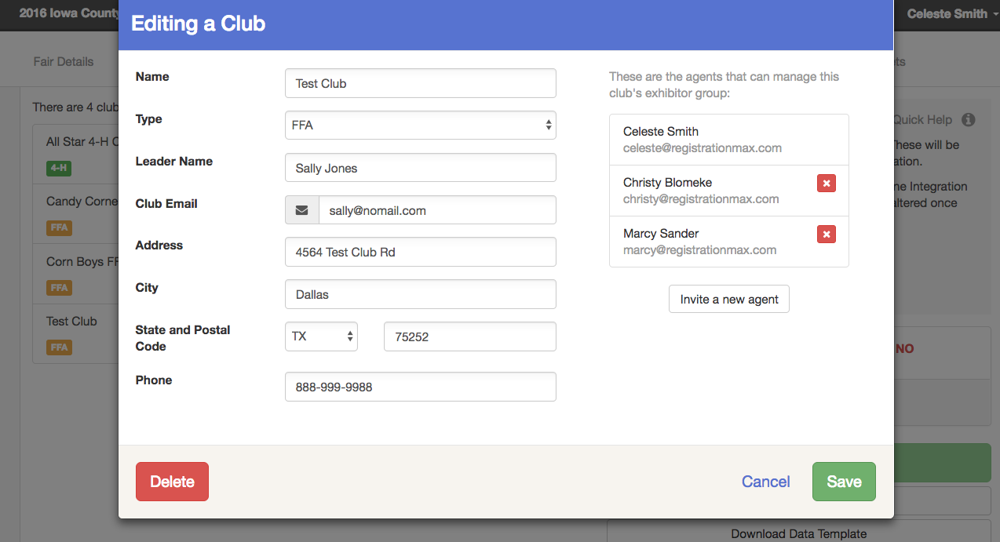 2016 Iowa County
Celeste Smith
Editing a Club
Fair Details
There are 4 club
All Star 4-H C
4-H
Candy Corne
FFA
Corn Boys FF
FFA
Test Club
FFA
Name
Test Club
Type
FFA
Leader Name
Sally Jones
Club Email
sally@nomail.com
Address
4564 Test Club Rd
City
Dallas
State and Postal
Code
TX
75252
Phone
888-999-9988
These are the agents that can manage this
club's exhibitor group:
Celeste Smith
celeste@registrationmax.com
Christy Blomeke
christy@registrationmax.com
Marcy Sander
marcy@registrationmax.com
Invite a new agent
Delete
Cancel
Save
ts
Quick Help
These will be
ation.
ne Integration
altered once
NO
Download Data Template